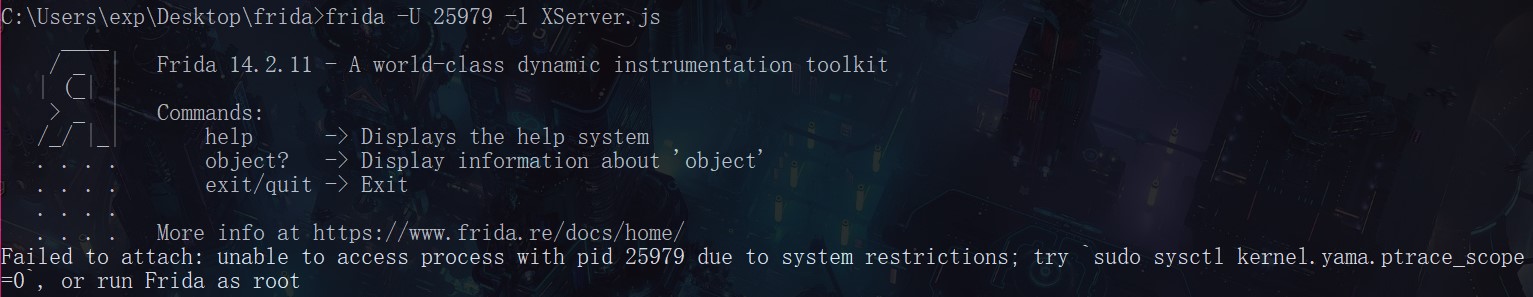 C:\Users\exp\Desktop\frida>frida -U 25979 -l XServer.js
     ____
    / _  |   Frida 14.2.11 - A world-class dynamic instrumentation toolkit
   | (_| |
    > _  |   Commands:
   /_/ |_|       help      -> Displays the help system
   . . . .       object?   -> Display information about 'object'
   . . . .       exit/quit -> Exit
   . . . .
   . . . .   More info at https://www.frida.re/docs/home/
Failed to attach: unable to access process with pid 25979 due to system restrictions; try `sudo sysctl kernel.yama.ptrace_scope
=0`, or run Frida as root